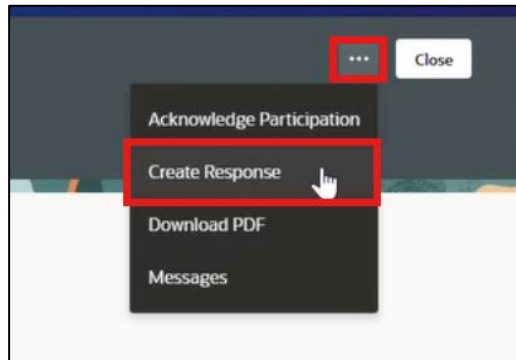 ...
Close
Acknowledge Participation
Create Response
Download PDF
Messages